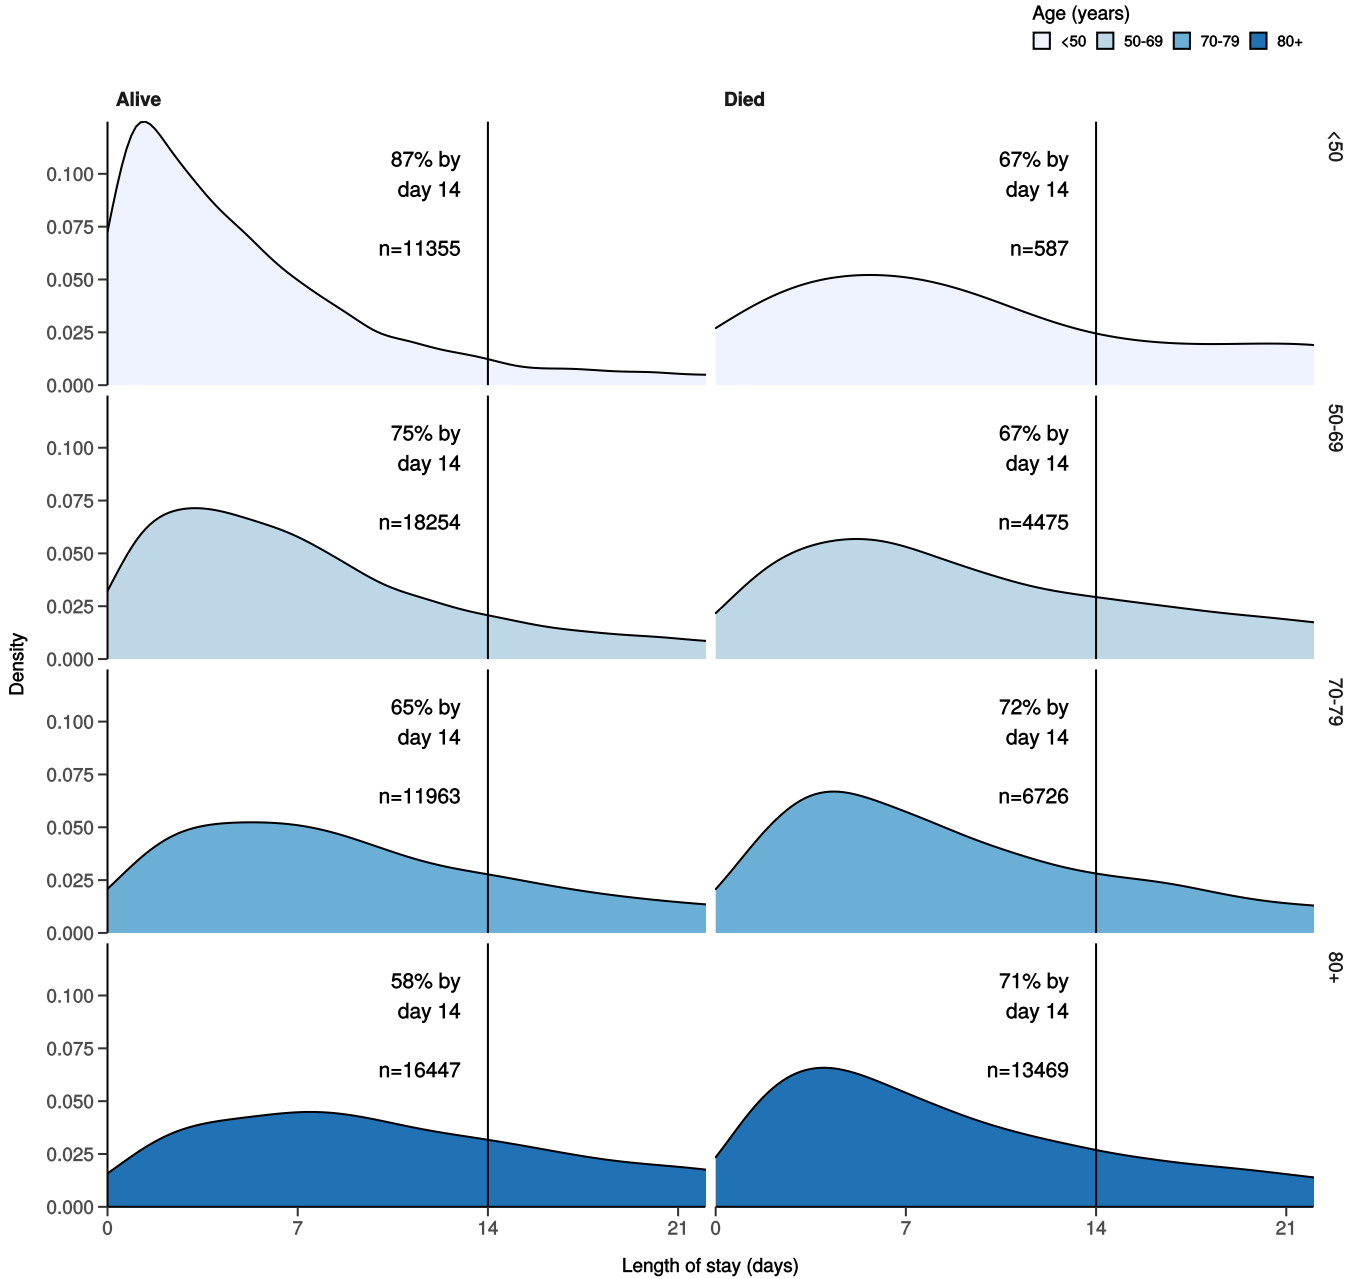 Age (years)
<50 50-69 70-79 80+
Alive
Died
87% by
day 14
n=11355
67% by
day 14
n=587
<50
0.100
0.075
0.050
0.025
0.000
75% by
day 14
n=18254
67% by
day 14
n=4475
50-69
0.100
0.075
0.050
0.025
0.000
65% by
day 14
n=11963
72% by
day 14
n=6726
70-79
0.100
0.075
0.050
0.025
0.000
58% by
day 14
n=16447
71% by
day 14
n=13469
80+
0.100
0.075
0.050
0.025
0.000
Density
0 7 14 21 0 7 14 21
Length of stay (days)